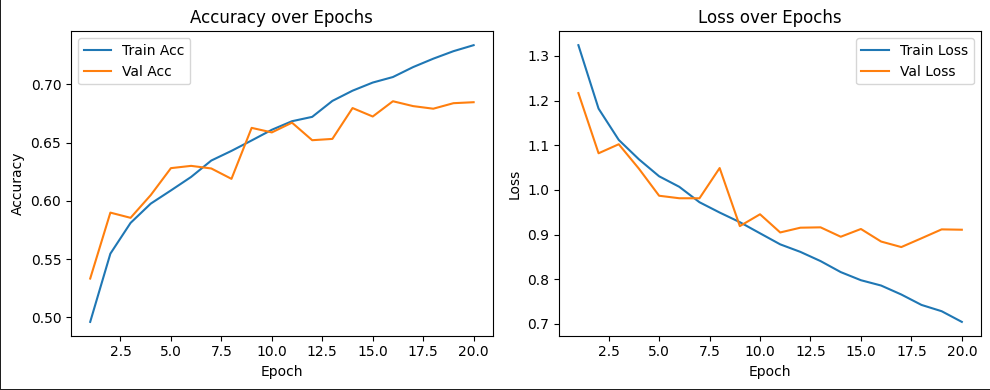 Accuracy over Epochs
Train Acc
Val Acc
0.70
0.65
0.60
0.55
0.50
Accuracy
2.5 5.0 7.5 10.0 12.5 15.0 17.5 20.0
Epoch
Loss over Epochs
Train Loss
Val Loss
1.3
1.2
1.1
1.0
0.9
0.8
0.7
Loss
2.5 5.0 7.5 10.0 12.5 15.0 17.5 20.0
Epoch